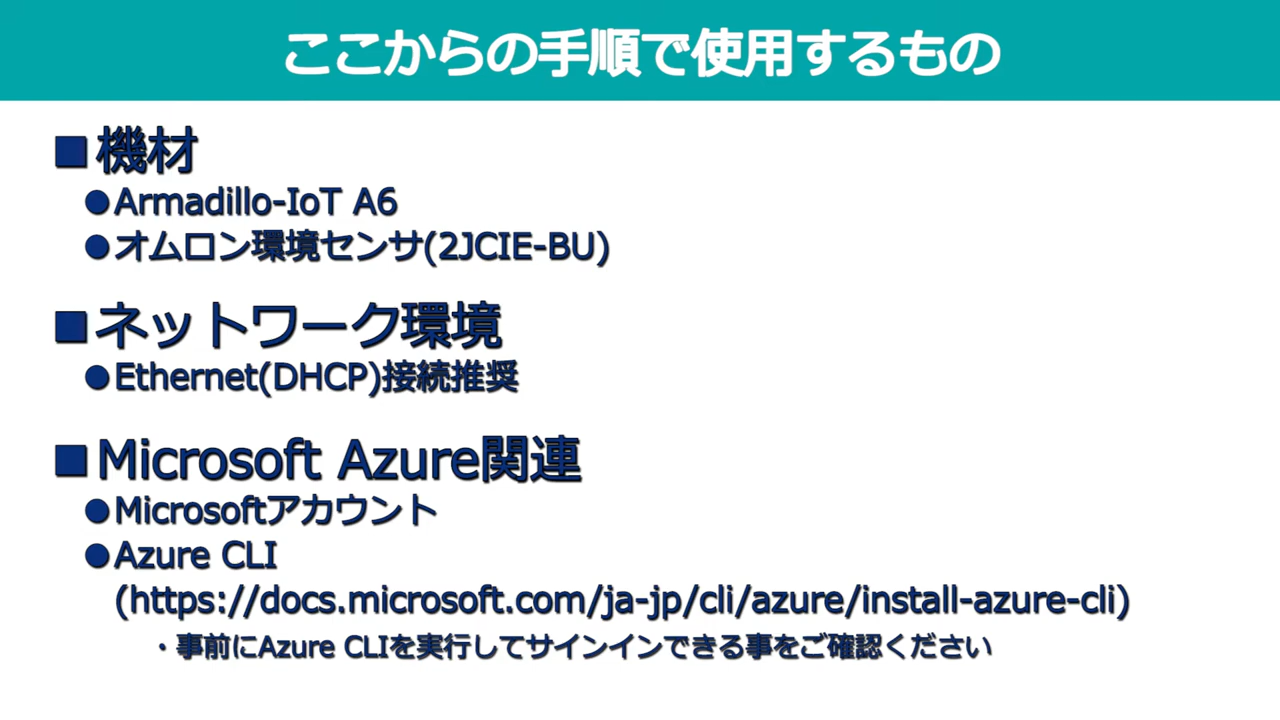 ここからの手順で使用するもの
■機材
●Armadillo-IoT A6
●オムロン環境センサ(2JCIE-BU)
■ネットワーク環境
●Ethernet(DHCP)接続推奨
■Microsoft Azure関連
●Microsoftアカウント
●Azure CLI
(https://docs.microsoft.com/ja-jp/cli/azure/install-azure-cli)
・事前にAzure CLIを実行してサインインできる事をご確認ください